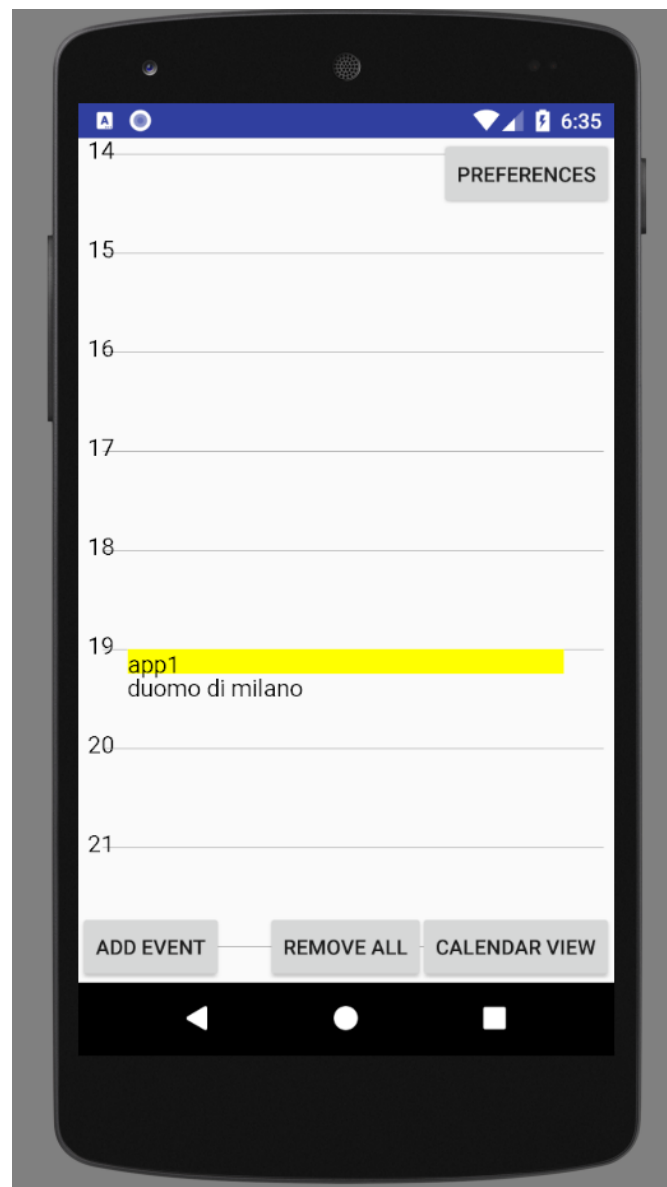 A
6:35
14
PREFERENCES
15
16
17
18
19
app1
duomo di milano
20
21
ADD EVENT REMOVE ALL CALENDAR VIEW